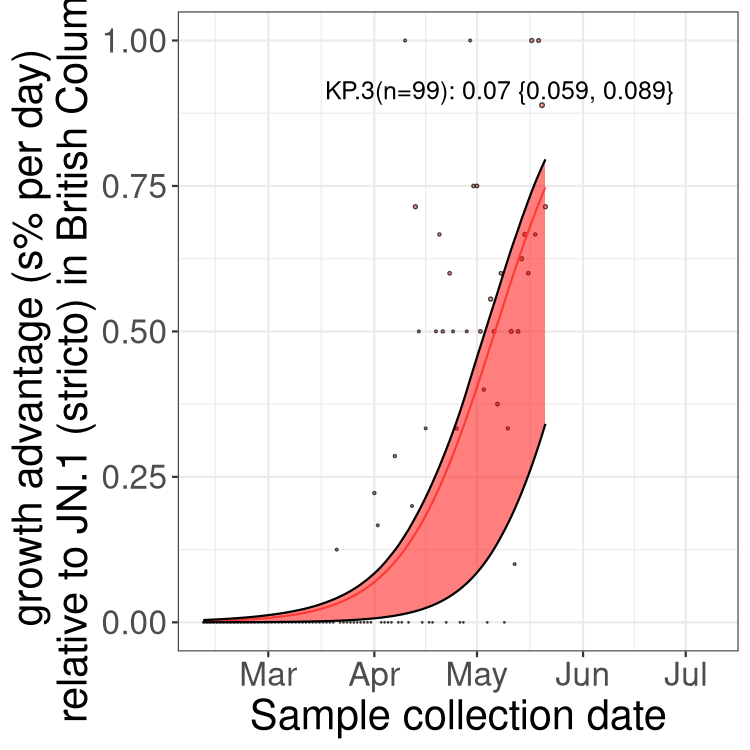 growth advantage (s% per day)
relative to JN.1 (stricto) in British Colum
1.00
0.75
0.50
0.25
0.00
KP.3(n=99): 0.07 {0.059, 0.089}
Mar Apr May Jun Jul
Sample collection date